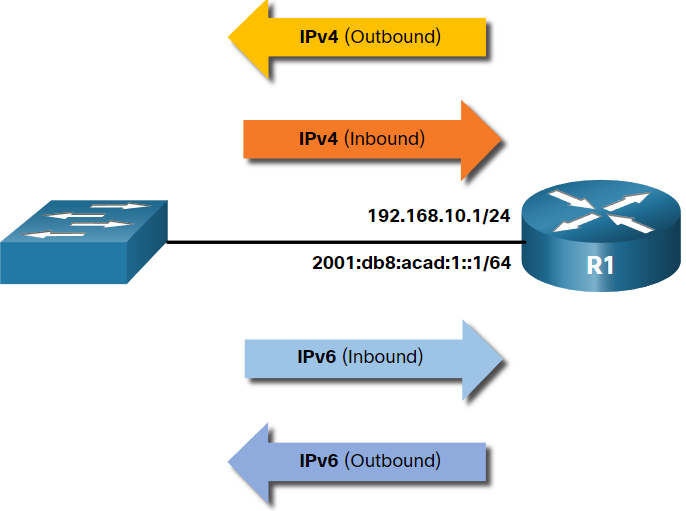 IPv4 (Outbound)
IPv4 (Inbound)
192.168.10.1/24
2001:db8:acad:1::1/64
R1
IPv6 (Inbound)
IPv6 (Outbound)